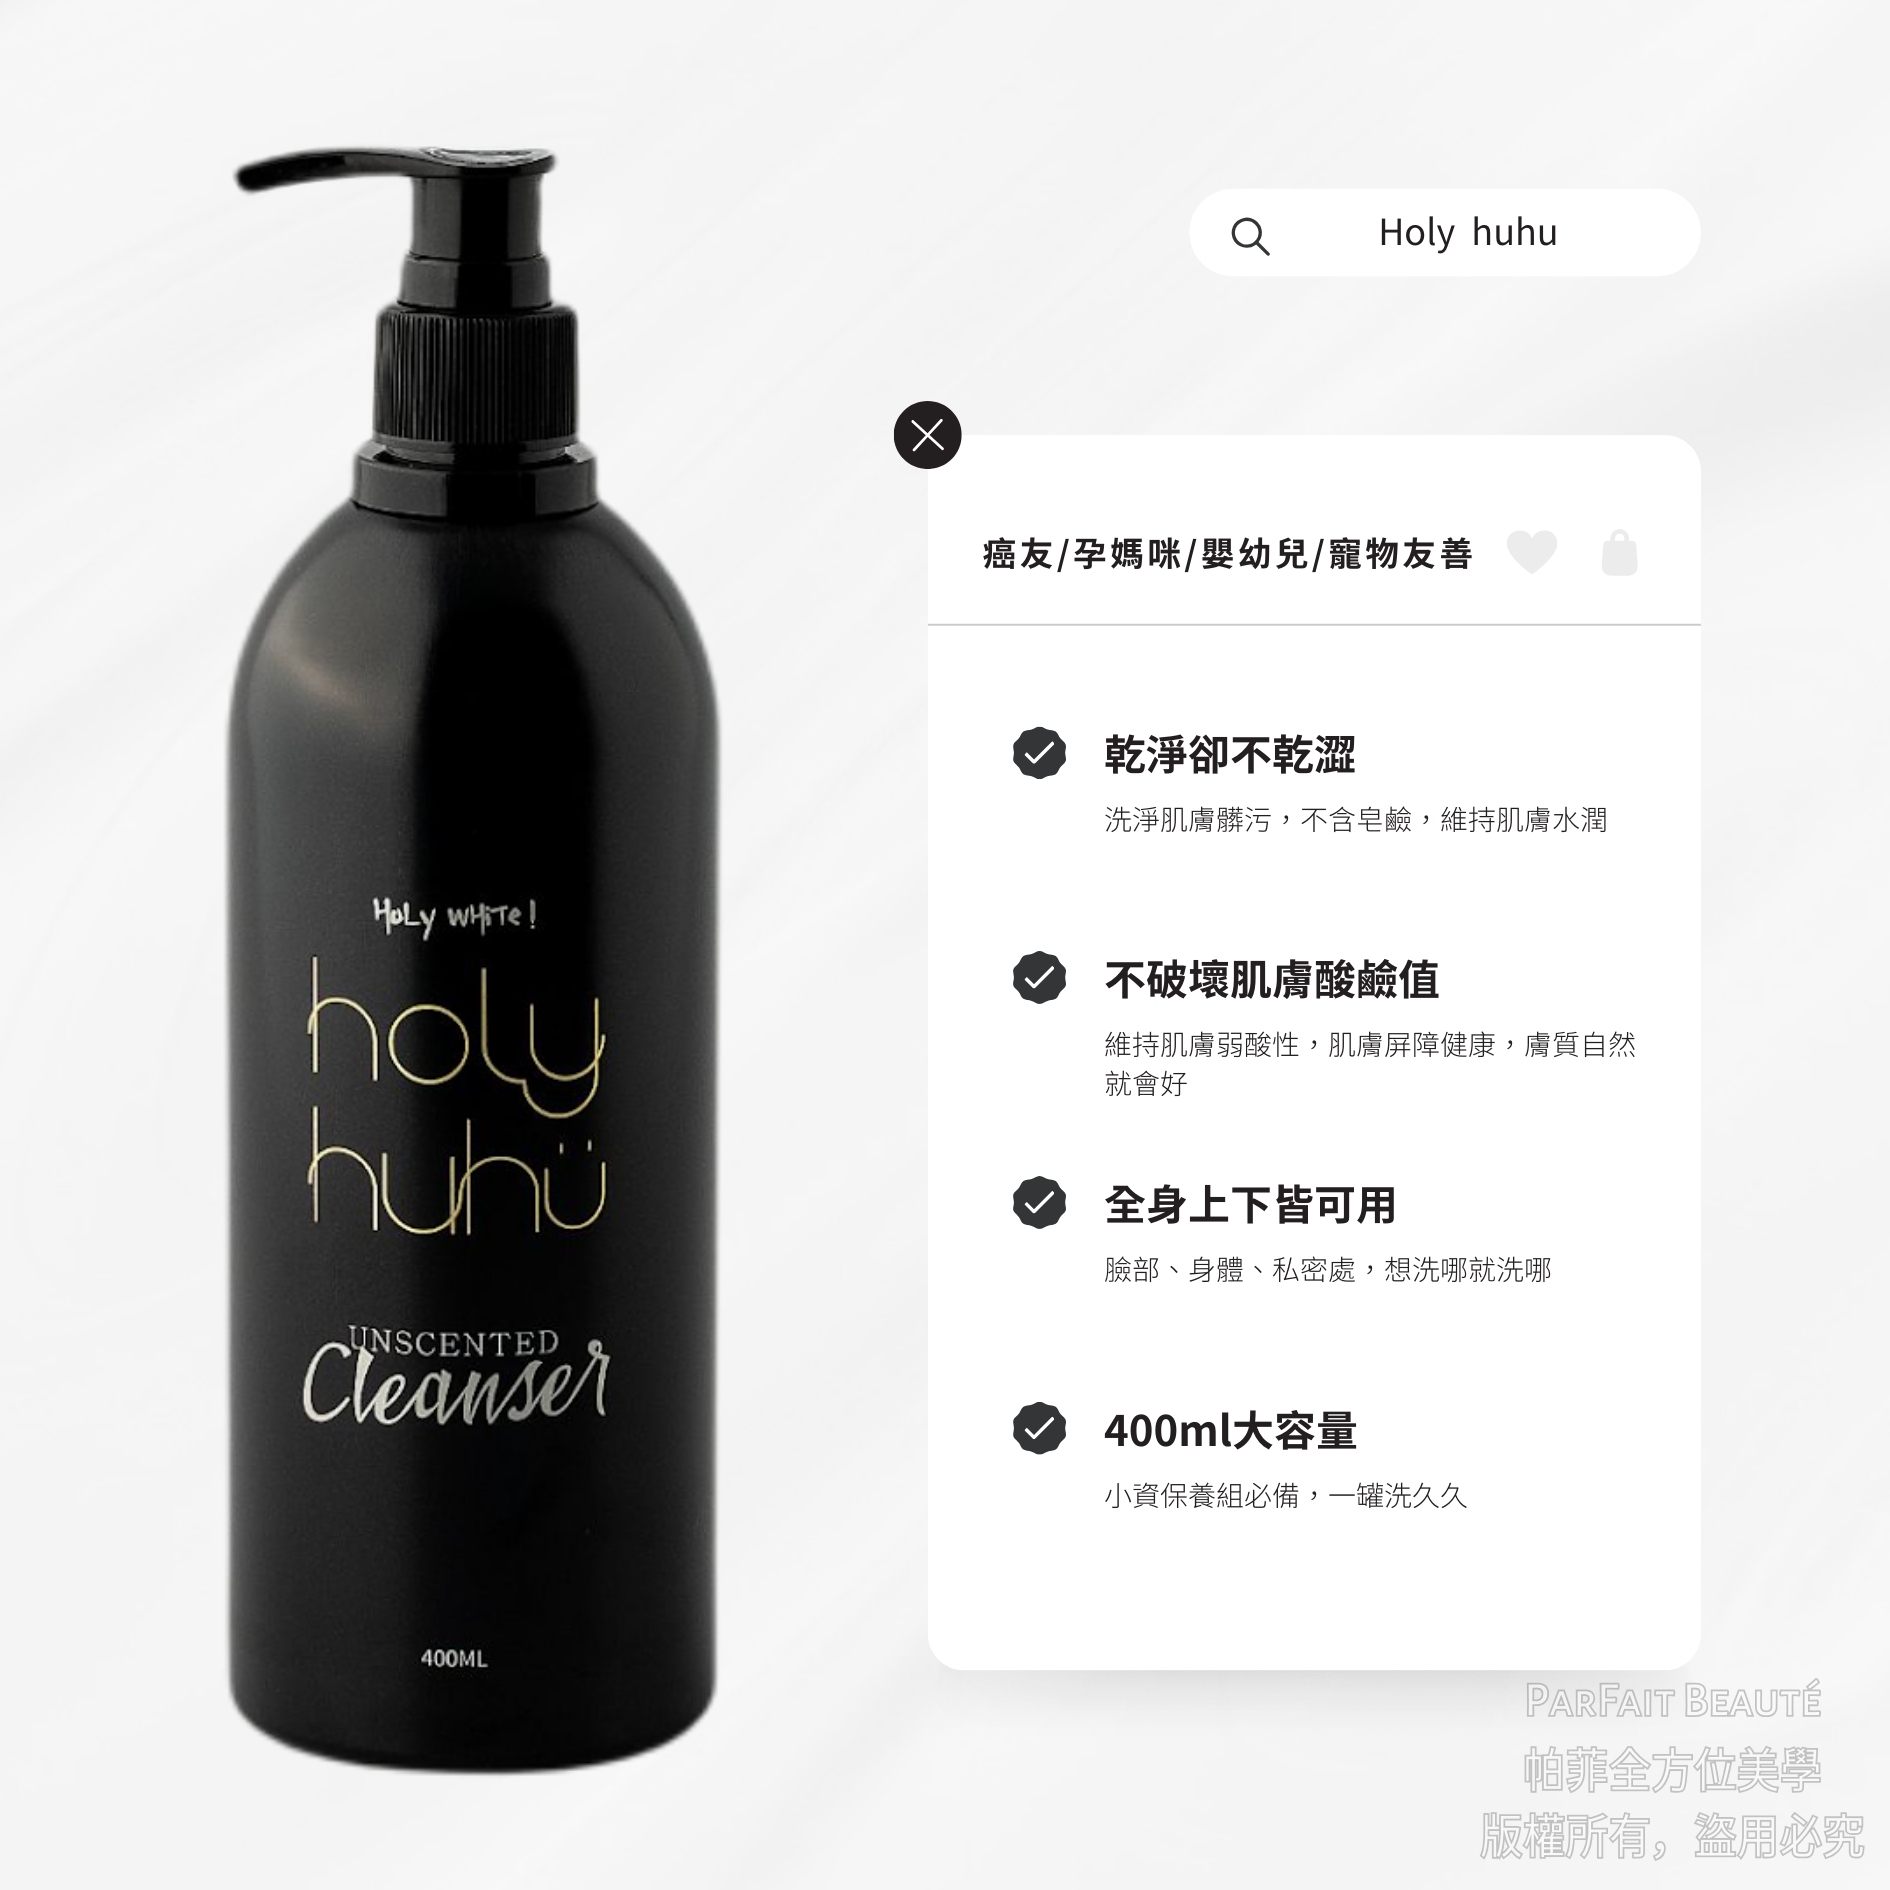 HOLY WHITE!
holy
huhü
UNSCENTED
Cleanser
400ML
Holy huhu
癌友/孕媽咪/嬰幼兒/寵物友善
乾淨卻不乾澀
洗淨肌膚髒污，不含皂鹼，維持肌膚水潤
不破壞肌膚酸鹼值
維持肌膚弱酸性，肌膚屏障健康，膚質自然
就會好
全身上下皆可用
臉部、身體、私密處，想洗哪就洗哪
400ml大容量
小資保養組必備，一罐洗久久
PARFAIT BEAUTÉ
帕菲全方位美學
版權所有，盜用必究